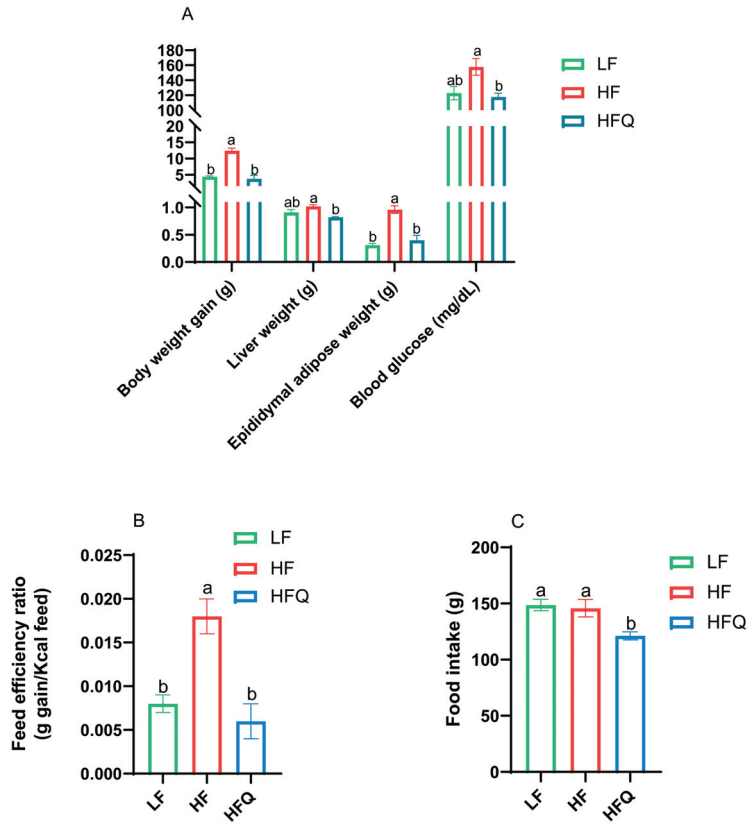 A
180
160
140
120
100
20
15
10
5
1.0
0.5
0.0
b
a
b
ab
a
b
b
a
b
ab
a
b
LF
HF
HFQ
Body weight gain (g)
Liver weight (g)
Epididymal adipose weight (g)
Blood glucose (mg/dL)
B
LF
HF
HFQ
Feed efficiency ratio
(g gain/Kcal feed)
0.025
0.020
0.015
0.010
0.005
0.000
b
a
b
LF
HF
HFQ
C
LF
HF
HFQ
Food intake (g)
200
150
100
50
0
a
a
b
LF
HF
HFQ